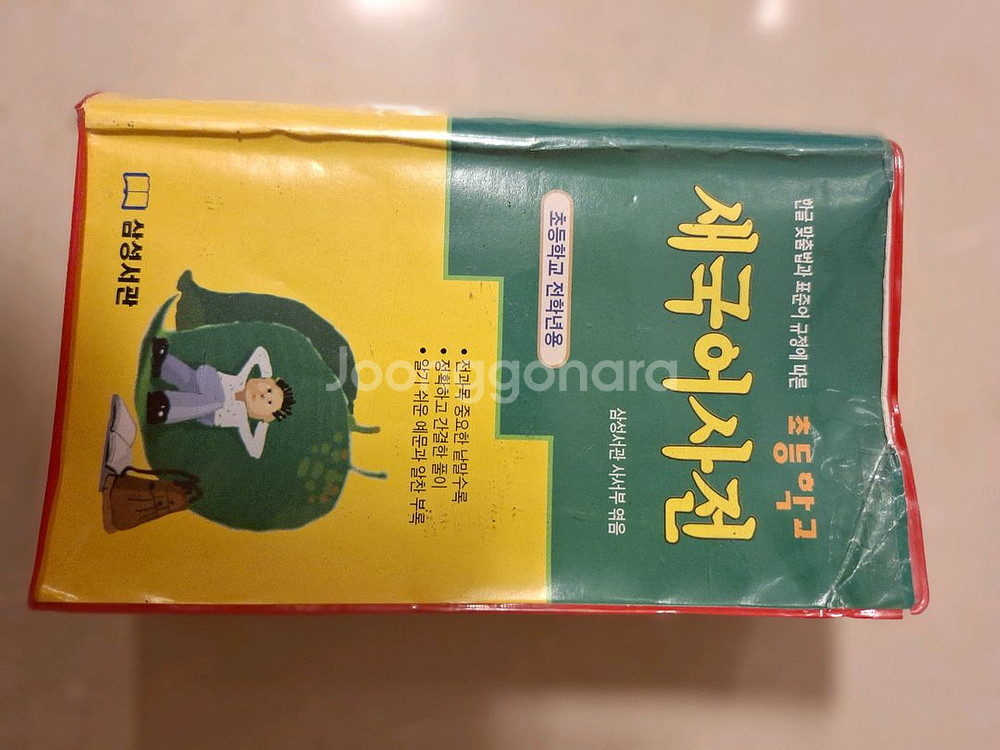 한글 맞춤법과 표준어 규정에 따른
초등학교
새국어사전
삼성서관 사서부 엮음
초등학교 전학년용
• 전과목 중요한 낱말수록
• 정확하고 간결한 풀이
• 알기 쉬운 예문과 알찬 부록
삼성서관
Joonggonara